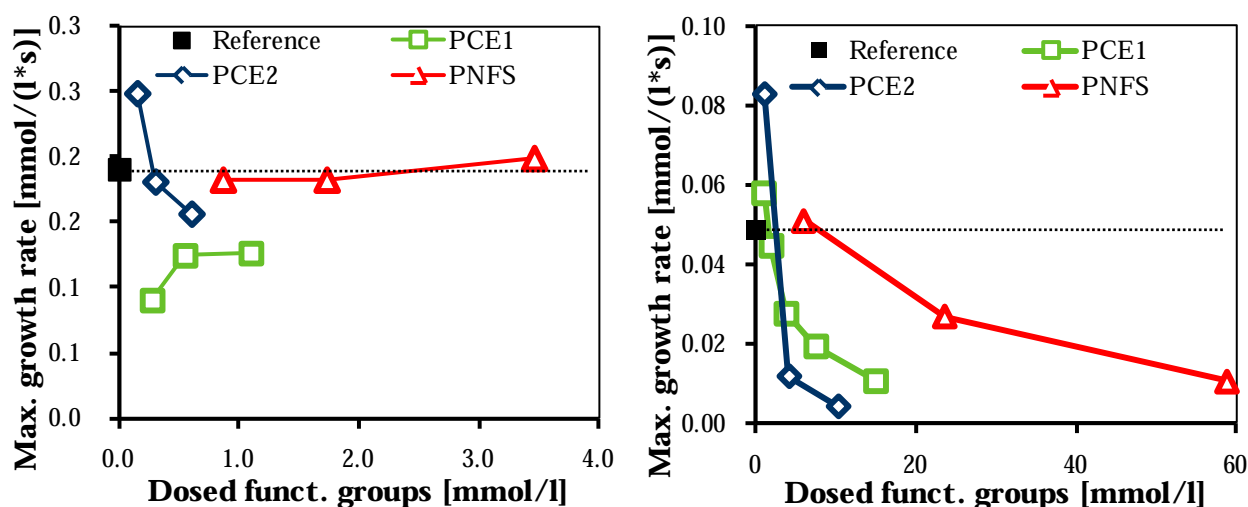 Max. growth rate [mmol/(l*s)]
0.3
0.3
0.2
0.2
0.1
0.1
0.0
Reference
PCE1
PCE2
PNFS
0.0 1.0 2.0 3.0 4.0
Dosed funct. groups [mmol/l]
Max. growth rate [mmol/(l*s)]
0.10
0.08
0.06
0.04
0.02
0.00
Reference
PCE1
PCE2
PNFS
0 20 40 60
Dosed funct. groups [mmol/l]